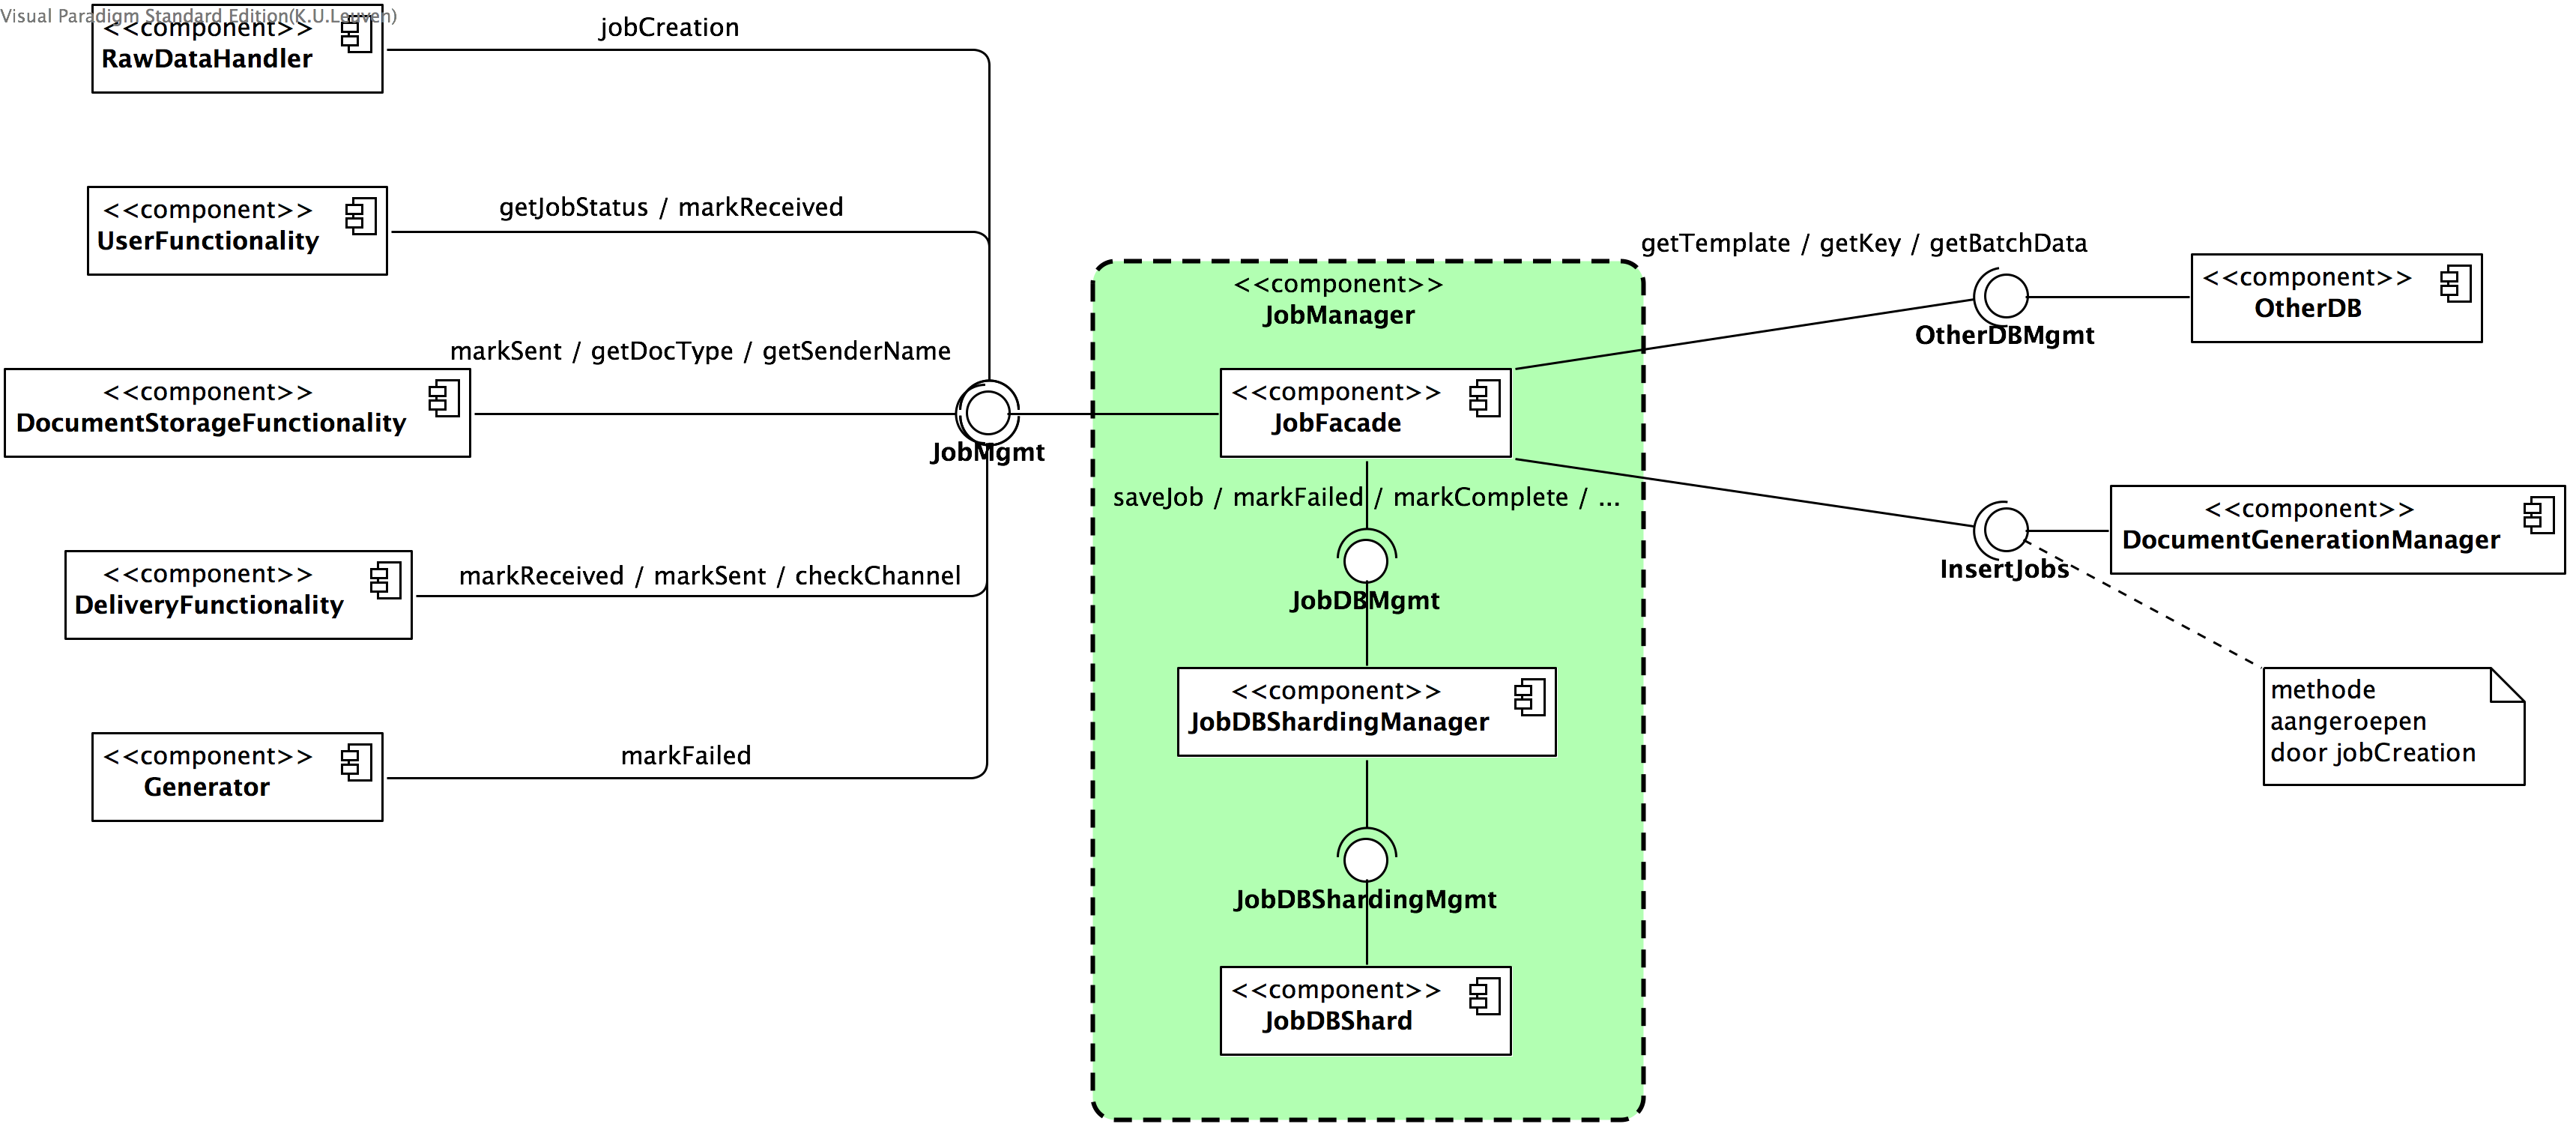 Visual Paradigm Standard Edition(K.U.Leuven)
<<component>>
RawDataHandler
jobCreation
<<component>>
UserFunctionality
getJobStatus / markReceived
<<component>>
DocumentStorageFunctionality
markSent / getDocType / getSenderName
<<component>>
DeliveryFunctionality
markReceived / markSent / checkChannel
<<component>>
Generator
markFailed
JobMgmt
<<component>>
JobManager
<<component>>
JobFacade
saveJob / markFailed / markComplete / ...
JobDBMgmt
<<component>>
JobDBShardingManager
JobDBShardingMgmt
<<component>>
JobDBShard
getTemplate / getKey / getBatchData
OtherDBMgmt
<<component>>
OtherDB
InsertJobs
<<component>>
DocumentGenerationManager
methode
aangeroepen
door jobCreation